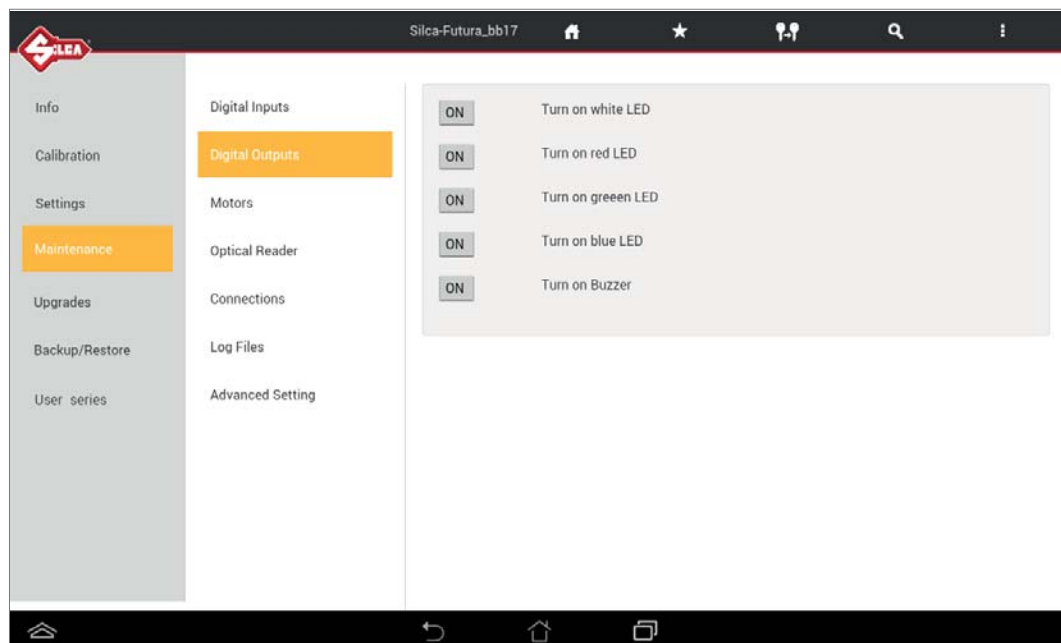 SILCA
Silca-Futura_bb17
Info
Calibration
Settings
Maintenance
Upgrades
Backup/Restore
User series
Digital Inputs
Digital Outputs
Motors
Optical Reader
Connections
Log Files
Advanced Setting
ON Turn on white LED
ON Turn on red LED
ON Turn on greeen LED
ON Turn on blue LED
ON Turn on Buzzer